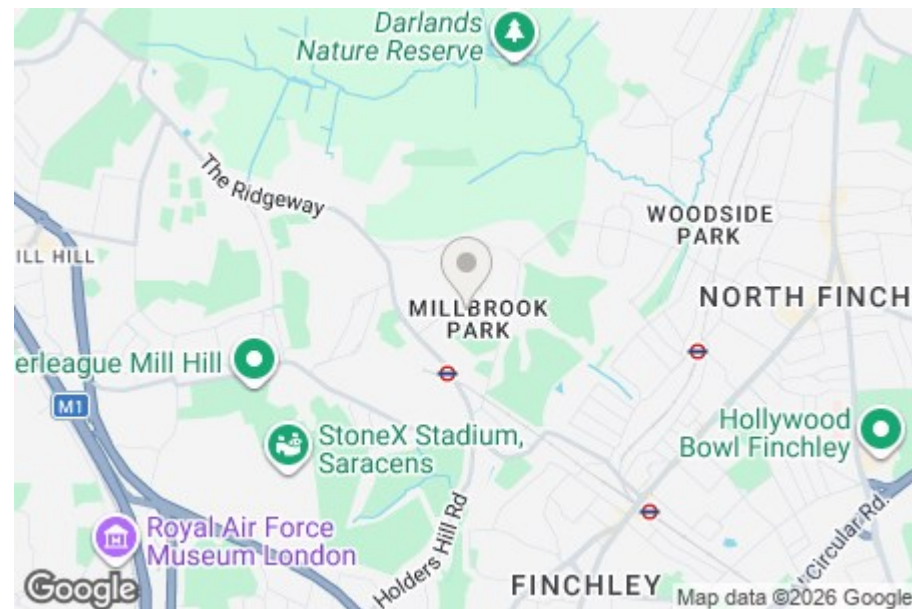 Darlands
Nature Reserve
The Ridgeway
WOODSIDE
PARK
ILL HILL
MILLBROOK
PARK
NORTH FINCH
erleague Mill Hill
M1
Hollywood
Bowl Finchley
StoneX Stadium,
Saracens
Royal Air Force
Museum London
Holders Hill Rd
Circular Rd.
FINCHLEY
Google
Map data ©2026 Google